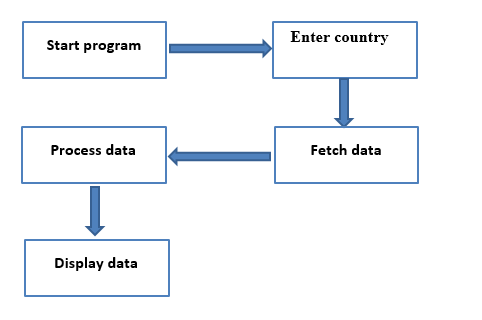 Start program
Enter country
Fetch data
Process data
Display data